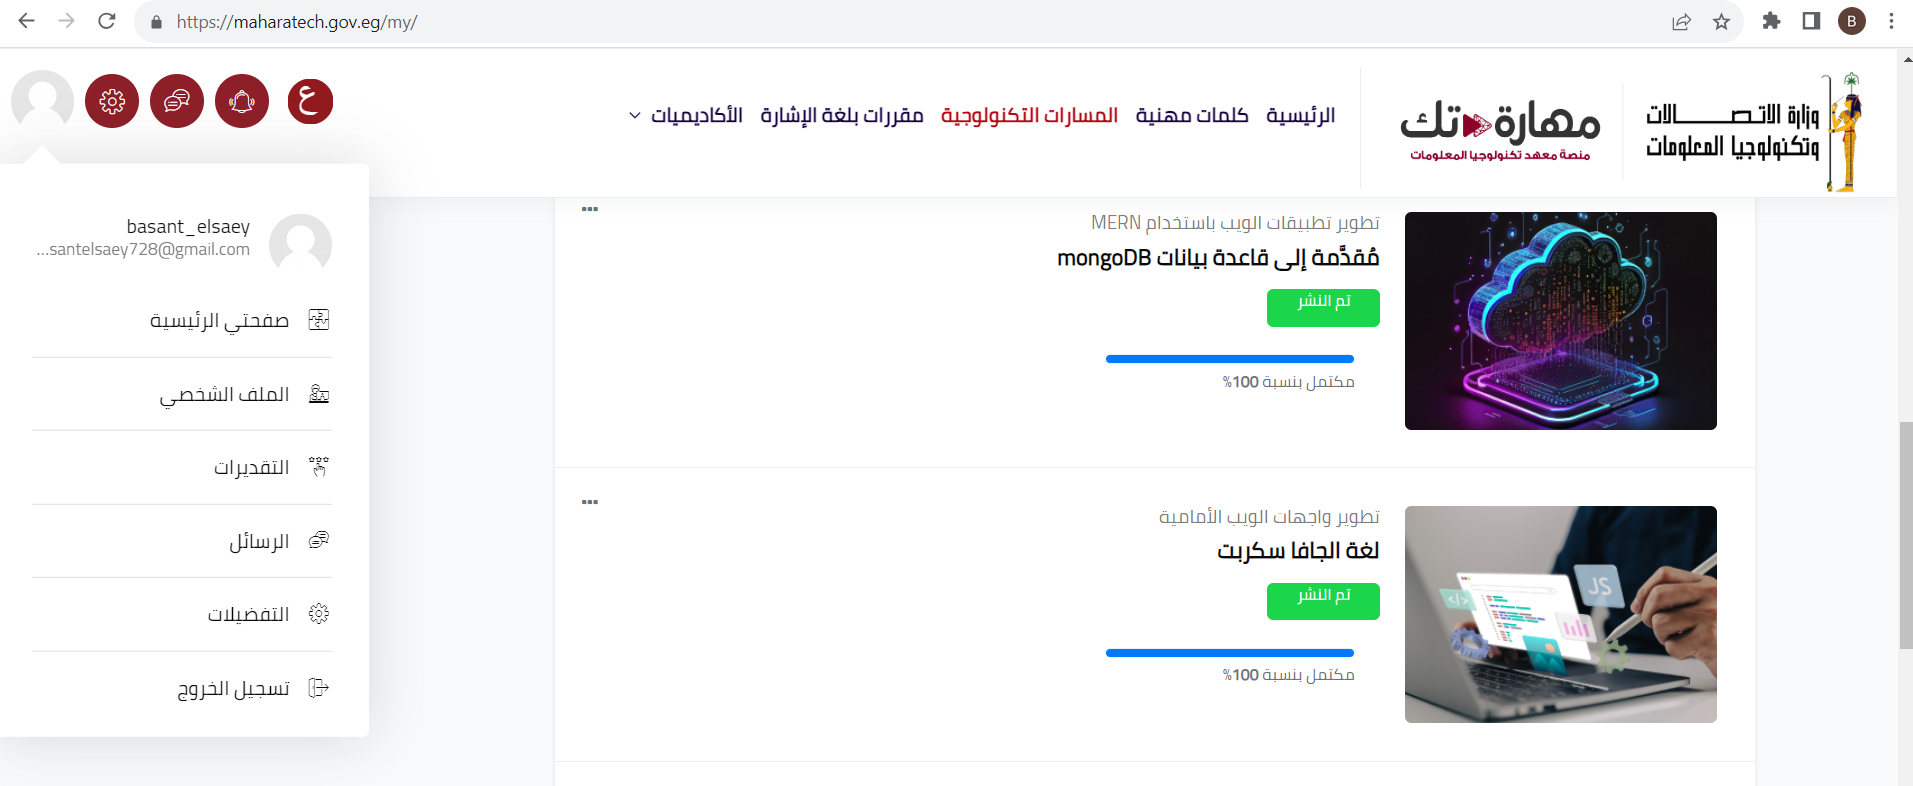 https://maharatech.gov.eg/my/
B
وزارة الاتصالات
وتكنولوجيا المعلومات
مهارة تك
منصة معهد تكنولوجيا المعلومات
الرئيسية
كلمات مهنية
المسارات التكنولوجية
مقررات بلغة الإشارة
الأكاديميات
ع
basant_elsaey
...santelsaey728@gmail.com
صفحتي الرئيسية
الملف الشخصي
التقديرات
الرسائل
التفضيلات
تسجيل الخروج
تطوير تطبيقات الويب باستخدام MERN
مُقدَّمة إلى قاعدة بيانات mongoDB
تم النشر
مكتمل بنسبة 100%
تطوير واجهات الويب الأمامية
لغة الجافا سكربت
تم النشر
مكتمل بنسبة 100%
JS
</>